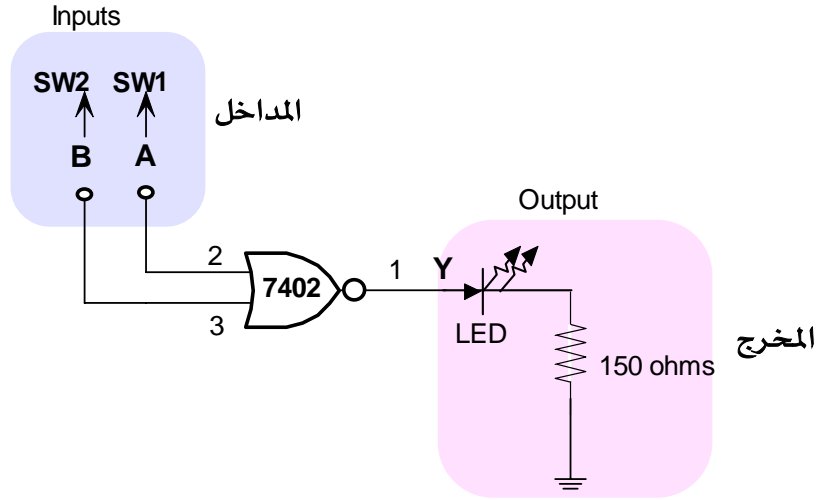 Inputs
SW2 SW1
المداخل
B A
Output
2
7402
1
Y
3
LED
المخرج
150 ohms